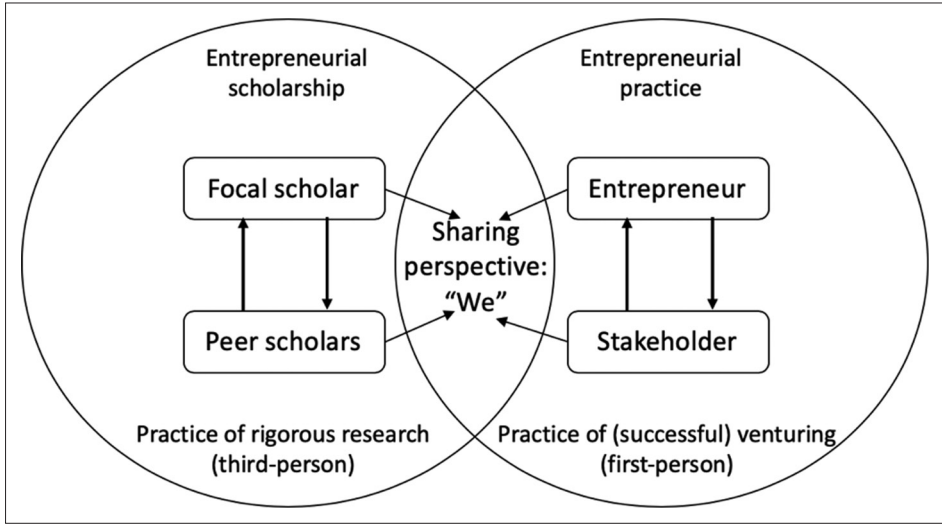 Entrepreneurial
scholarship
Entrepreneurial
practice
Focal scholar
Entrepreneur
Sharing
perspective:
“We”
Peer scholars
Stakeholder
Practice of rigorous research
(third-person)
Practice of (successful) venturing
(first-person)